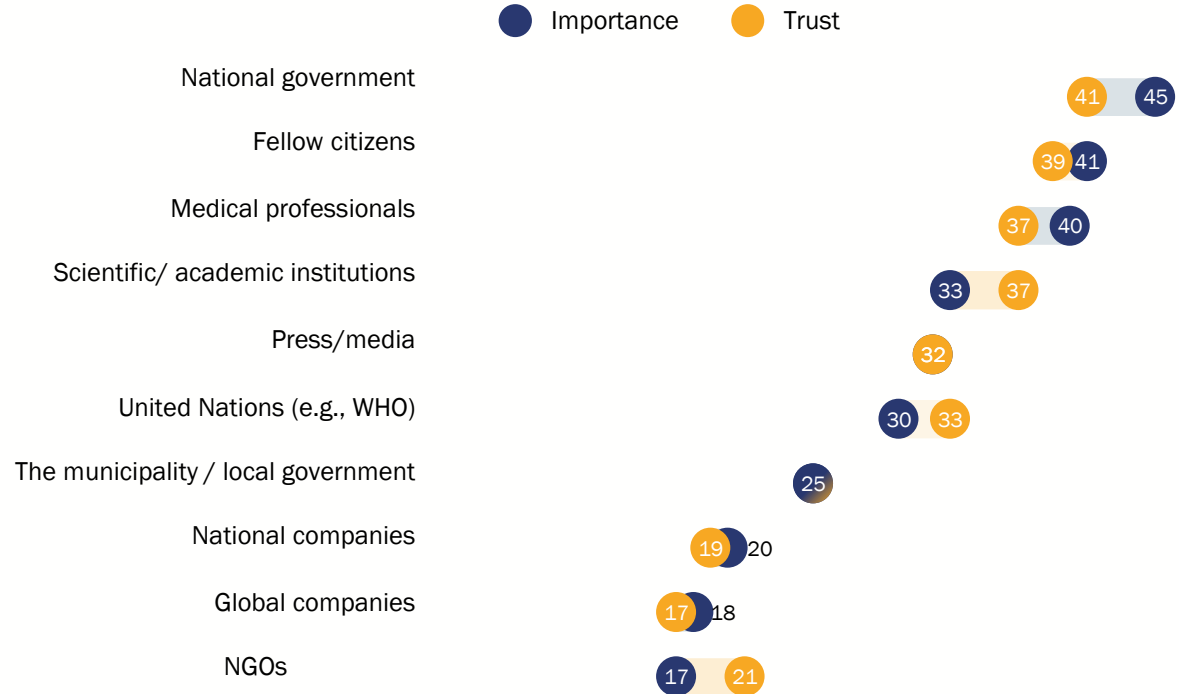 Importance Trust
National government 41 45
Fellow citizens 39 41
Medical professionals 37 40
Scientific/ academic institutions 33 37
Press/media 32
United Nations (e.g., WHO) 30 33
The municipality / local government 25
National companies 19 20
Global companies 17 18
NGOs 17 21